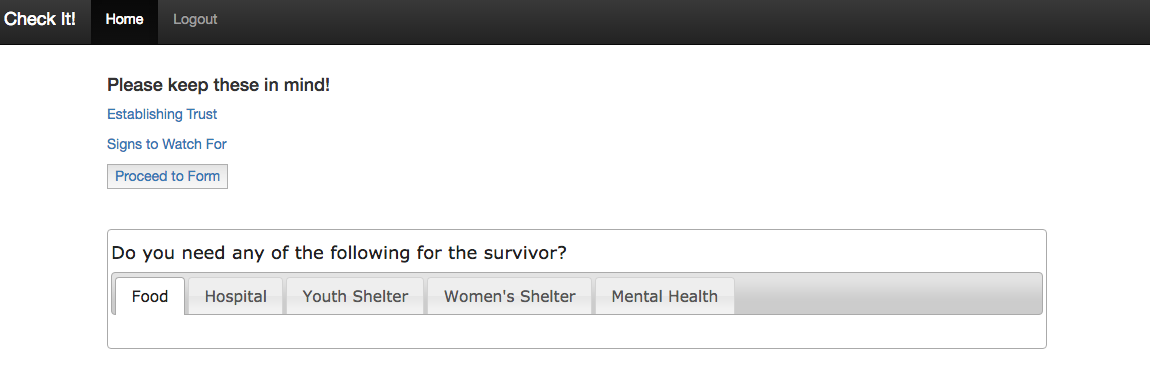 Check It! Home Logout
Please keep these in mind!
Establishing Trust
Signs to Watch For
Proceed to Form
Do you need any of the following for the survivor?
Food Hospital Youth Shelter Women's Shelter Mental Health